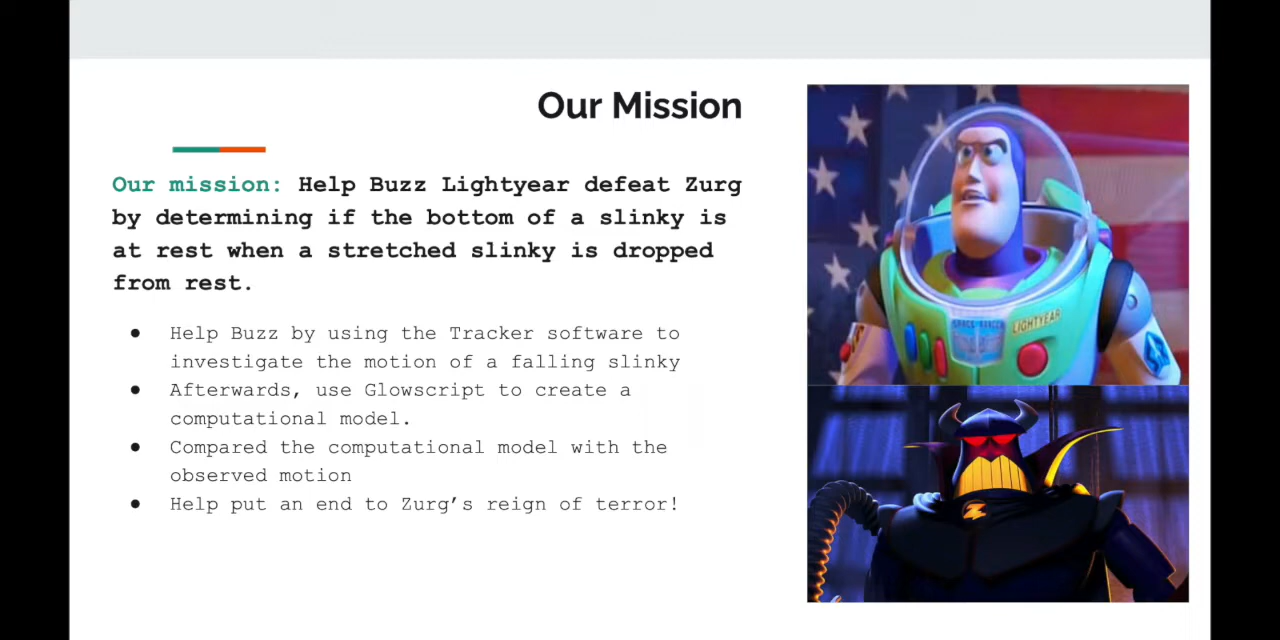 Our Mission
Our mission: Help Buzz Lightyear defeat Zurg
by determining if the bottom of a slinky is
at rest when a stretched slinky is dropped
from rest.
● Help Buzz by using the Tracker software to
investigate the motion of a falling slinky
● Afterwards, use Glowscript to create a
computational model.
● Compared the computational model with the
observed motion
● Help put an end to Zurg’s reign of terror!
SPACE RANGER
LIGHTYEAR
Z